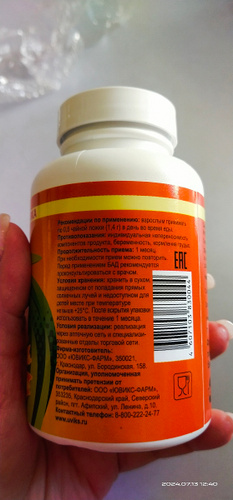 Рекомендации по применению: взрослым принимать
по 0,5 чайной ложки (1,4 г) в день во время еды.
Противопоказания: индивидуальная непереносимость
компонентов продукта, беременность, кормление грудью.
Продолжительность приема: 1 месяц.
При необходимости прием можно повторить.
Перед применением БАД рекомендуется
проконсультироваться с врачом.
Условия хранения: хранить в сухом,
защищенном от попадания прямых
солнечных лучей и недоступном для
детей месте при температуре
не выше +25°С. После вскрытия упаковки
использовать в течение 1 месяца.
Условия реализации: реализация
через аптечную сеть и специализированные
отделы торговой сети.
Фирма-изготовитель:
ООО «ЮВИКС-ФАРМ», 350021,
г. Краснодар, ул. Бородинская, 156.
Организация, уполномоченная
принимать претензии от
потребителей: ООО «ЮВИКС-ФАРМ»,
353236, Краснодарский край, Северский
район, пгт. Афипский, ул. Ленина, д. 10.
Контактный телефон: 8-800-222-24-77
www.uviks.ru
EAC
2024.07.13 12:40